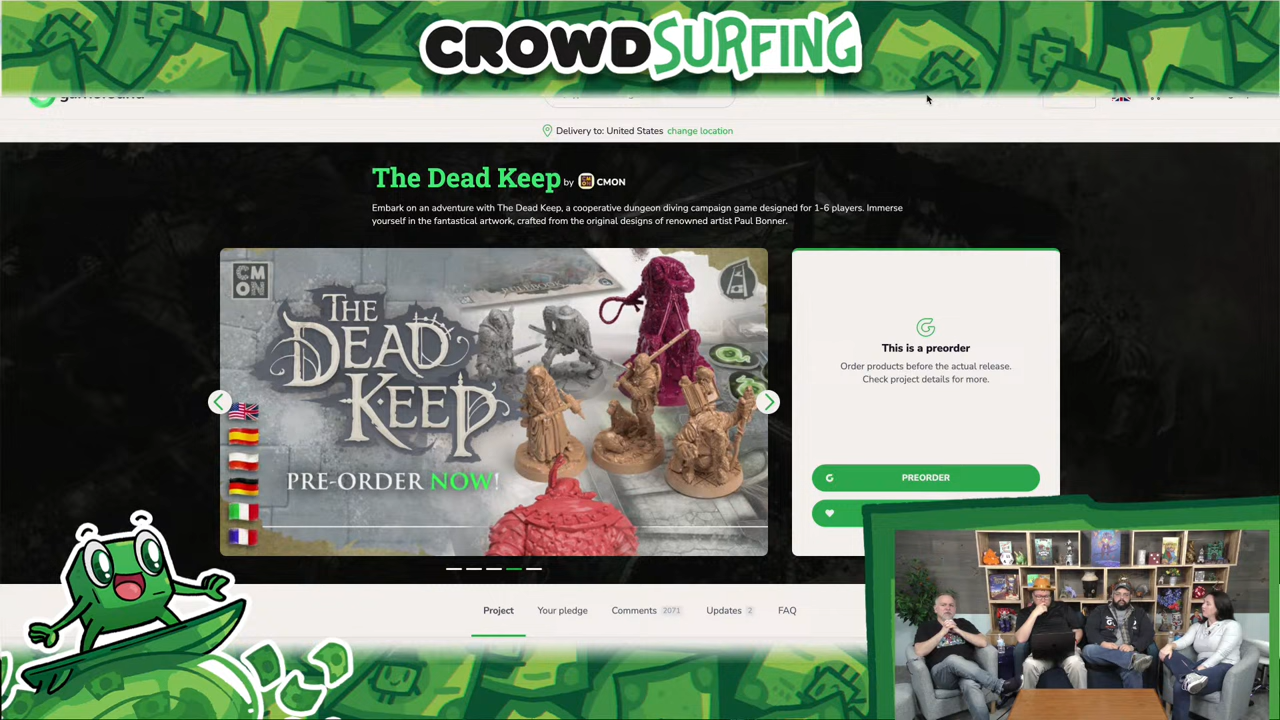 CROWDSURFING
Delivery to: United States change location
The Dead Keep by CMON
Embark on an adventure with The Dead Keep, a cooperative dungeon diving campaign game designed for 1-6 players. Immerse
yourself in the fantastical artwork, crafted from the original designs of renowned artist Paul Bonner.
CM
ON
THE
DEAD
KEEP
PRE-ORDER NOW!
This is a preorder
Order products before the actual release.
Check project details for more.
PREORDER
Project Your pledge Comments 2071 Updates 2 FAQ